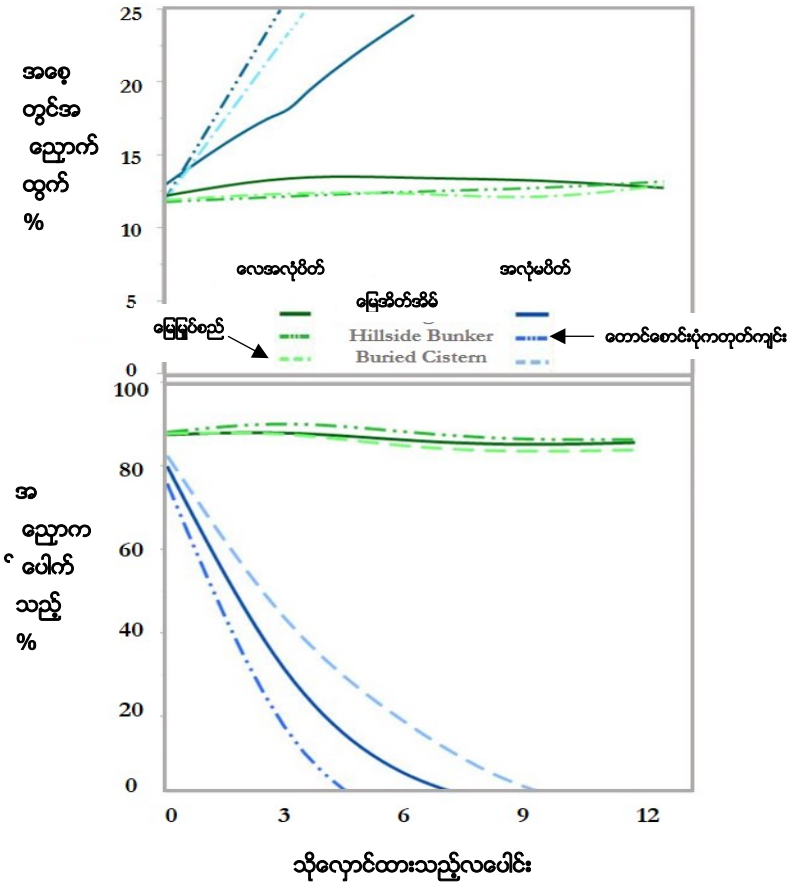 25
အစေ့
တွင်အ
ညှောက်
ထွက်
%
20
15
10
5
0
လေအလုံပိတ်
အလုံမပိတ်
မြေအိတ်အိမ်
မြေမြှုပ်စည်
Hillside Bunker
Buried Cistern
တောင်စောင်းပုံကတုတ်ကျင်း
100
80
60
40
20
0
အ
ညှောက
်ပေါက်
သည့်
%
0 3 6 9 12
သိုလှောင်ထားသည့်လပေါင်း